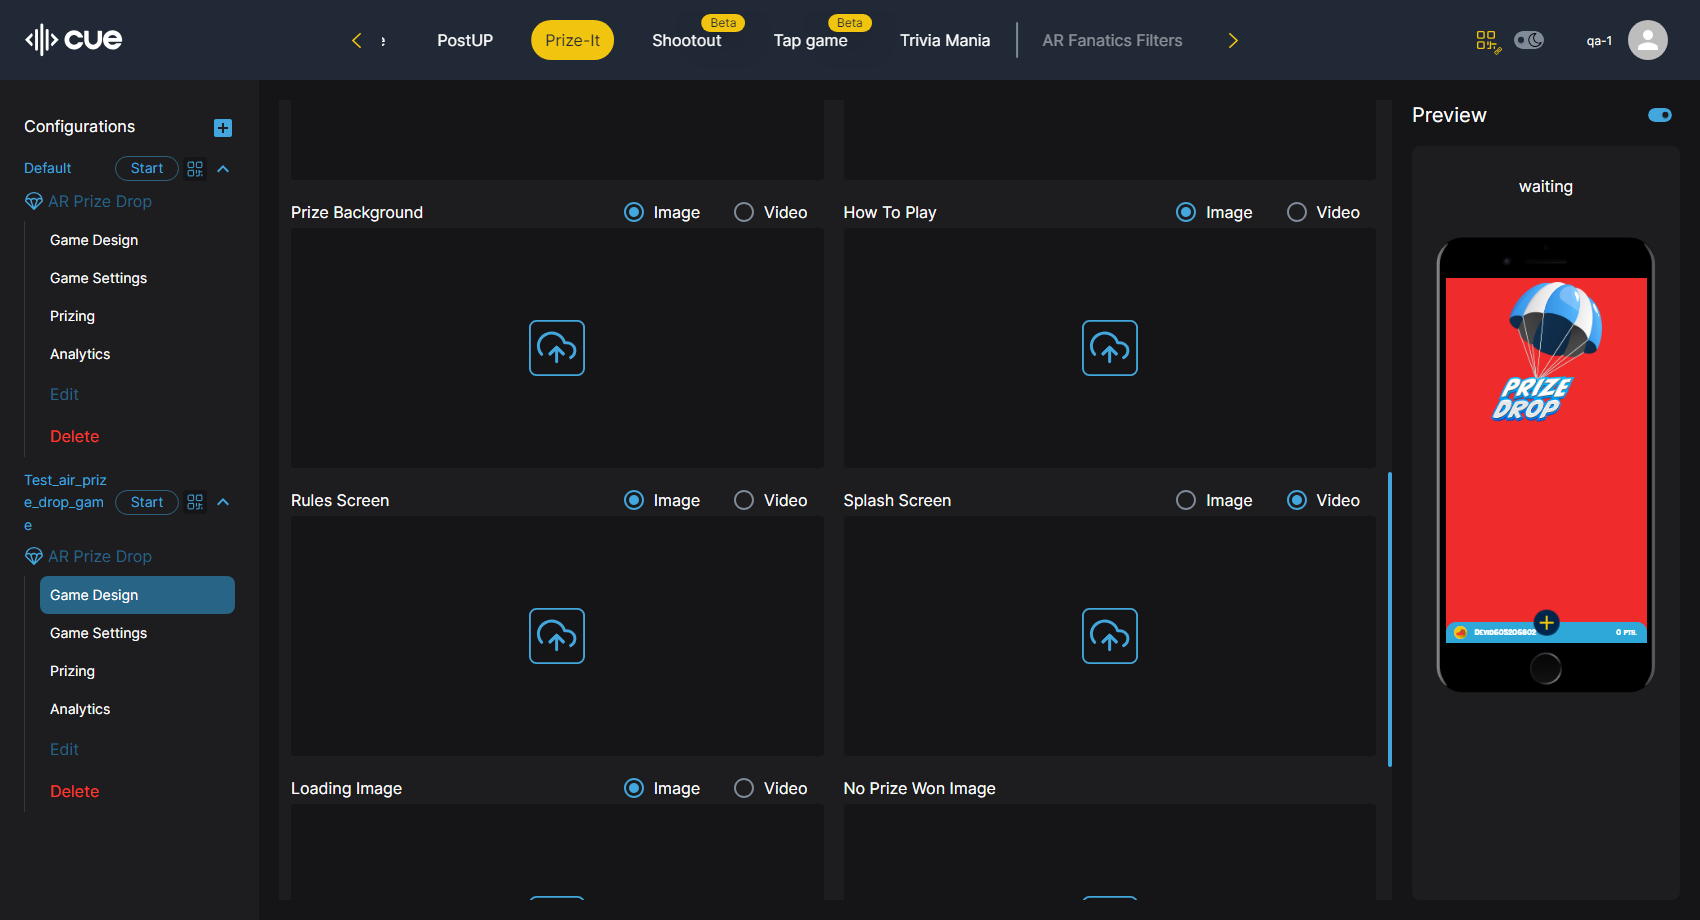 cue
e
PostUP
Prize-It
Shootout
Beta
Tap game
Beta
Trivia Mania
AR Fanatics Filters
qa-1
Configurations
Default
Start
AR Prize Drop
Game Design
Game Settings
Prizing
Analytics
Edit
Delete
Test_air_priz
e_drop_gam
e
Start
AR Prize Drop
Game Design
Game Settings
Prizing
Analytics
Edit
Delete
Prize Background
Image
Video
How To Play
Image
Video
Rules Screen
Image
Video
Splash Screen
Image
Video
Loading Image
Image
Video
No Prize Won Image
Preview
waiting
PRIZE
DROP
0 PTS.